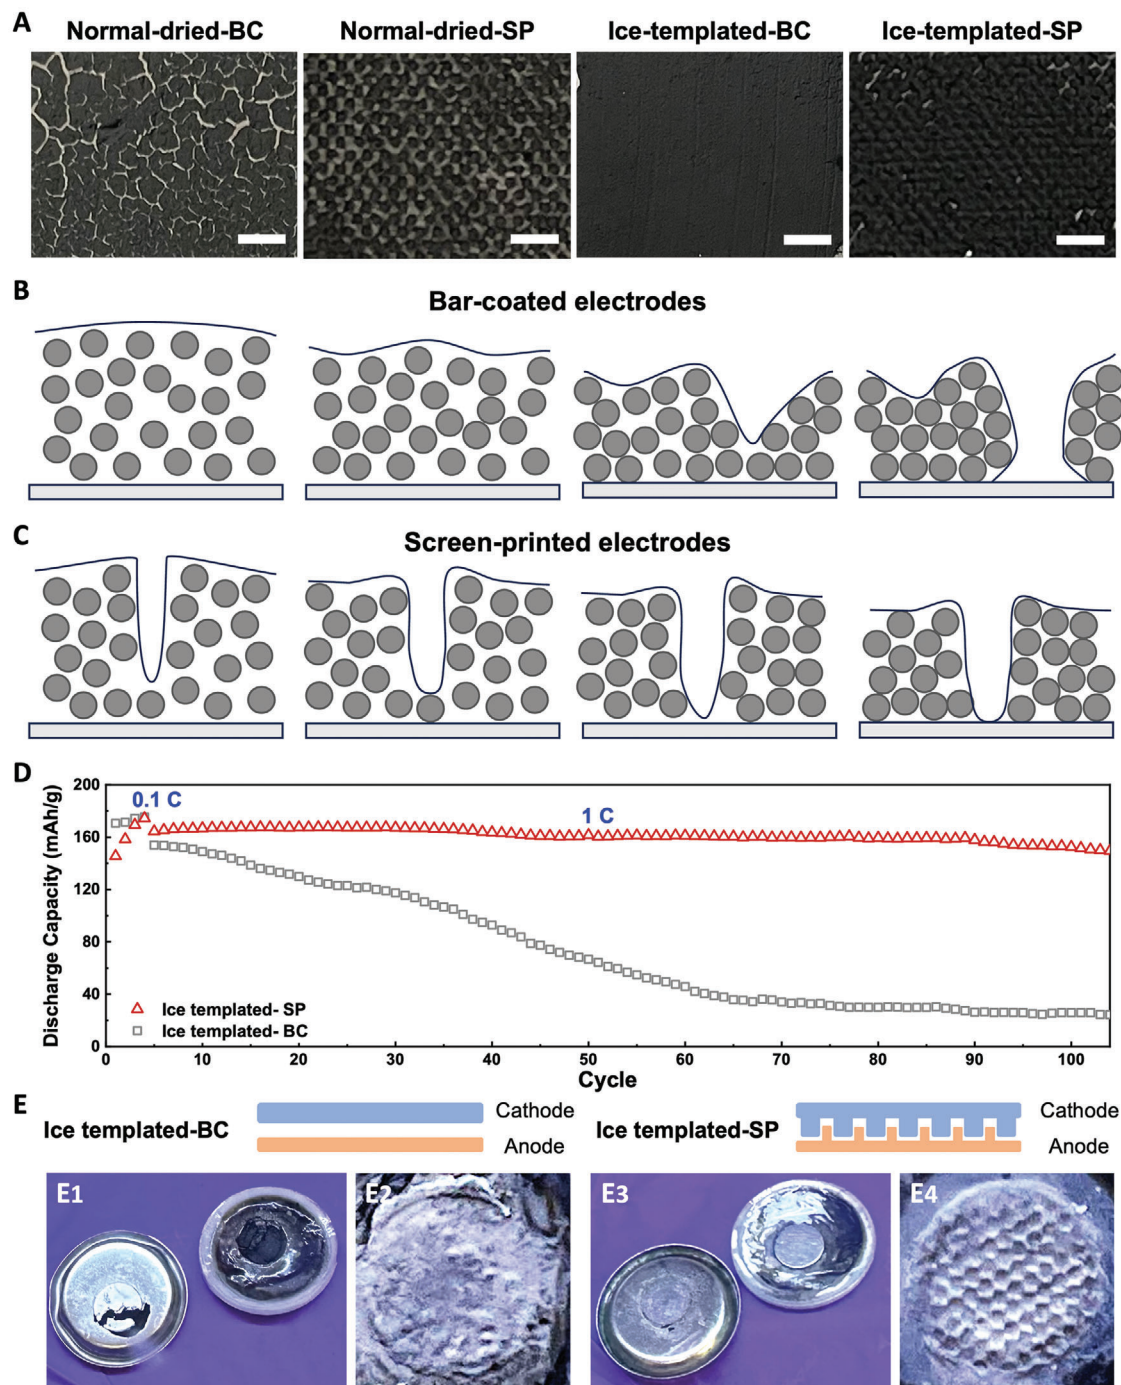 A
Normal-dried-BC Normal-dried-SP Ice-templated-BC Ice-templated-SP
B
Bar-coated electrodes
C
Screen-printed electrodes
D
Discharge Capacity (mAh/g)
200
160
120
80
40
0
0.1 C
1 C
Ice templated- SP
Ice templated- BC
0 10 20 30 40 50 60 70 80 90 100
Cycle
E
Ice templated-BC
Cathode
Anode
Ice templated-SP
Cathode
Anode
E1
E2
E3
E4